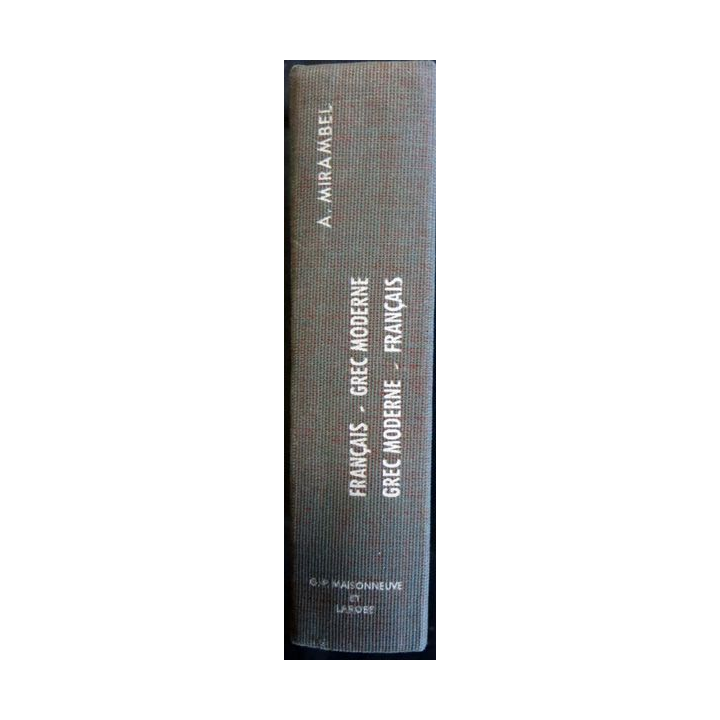 A. MIRAMBEL
FRANÇAIS - GREC MODERNE
GREC MODERNE - FRANÇAIS
G.-P. MAISONNEUVE
ET
LAROSE